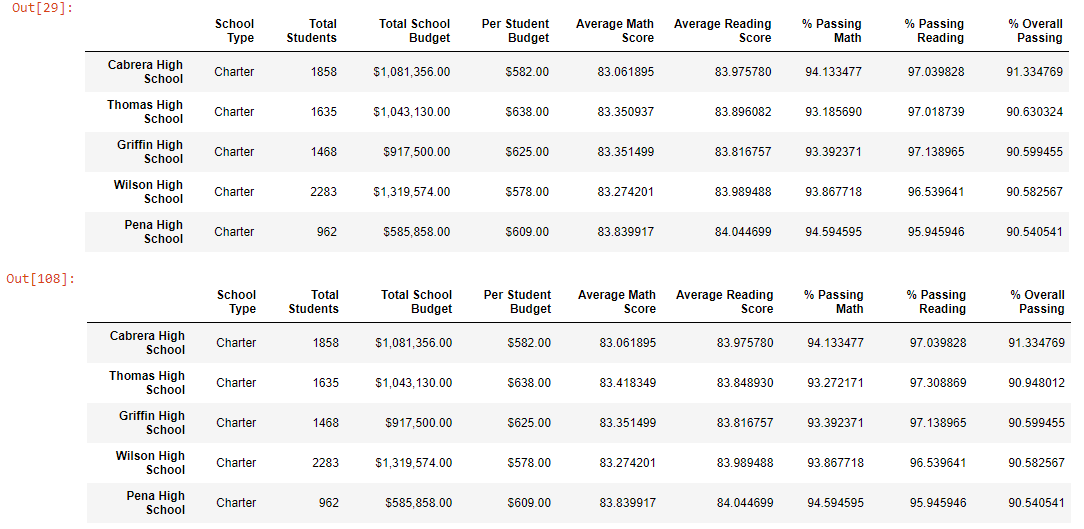 Out[29]:
School Total Total School Per Student Average Math Average Reading % Passing % Passing % Overall
Type Students Budget Budget Score Score Math Reading Passing
Cabrera High
School Charter 1858 $1,081,356.00 $582.00 83.061895 83.975780 94.133477 97.039828 91.334769
Thomas High
School Charter 1635 $1,043,130.00 $638.00 83.350937 83.896082 93.185690 97.018739 90.630324
Griffin High
School Charter 1468 $917,500.00 $625.00 83.351499 83.816757 93.392371 97.138965 90.599455
Wilson High
School Charter 2283 $1,319,574.00 $578.00 83.274201 83.989488 93.867718 96.539641 90.582567
Pena High
School Charter 962 $585,858.00 $609.00 83.839917 84.044699 94.594595 95.945946 90.540541
Out[108]:
School Total Total School Per Student Average Math Average Reading % Passing % Passing % Overall
Type Students Budget Budget Score Score Math Reading Passing
Cabrera High
School Charter 1858 $1,081,356.00 $582.00 83.061895 83.975780 94.133477 97.039828 91.334769
Thomas High
School Charter 1635 $1,043,130.00 $638.00 83.418349 83.848930 93.272171 97.308869 90.948012
Griffin High
School Charter 1468 $917,500.00 $625.00 83.351499 83.816757 93.392371 97.138965 90.599455
Wilson High
School Charter 2283 $1,319,574.00 $578.00 83.274201 83.989488 93.867718 96.539641 90.582567
Pena High
School Charter 962 $585,858.00 $609.00 83.839917 84.044699 94.594595 95.945946 90.540541